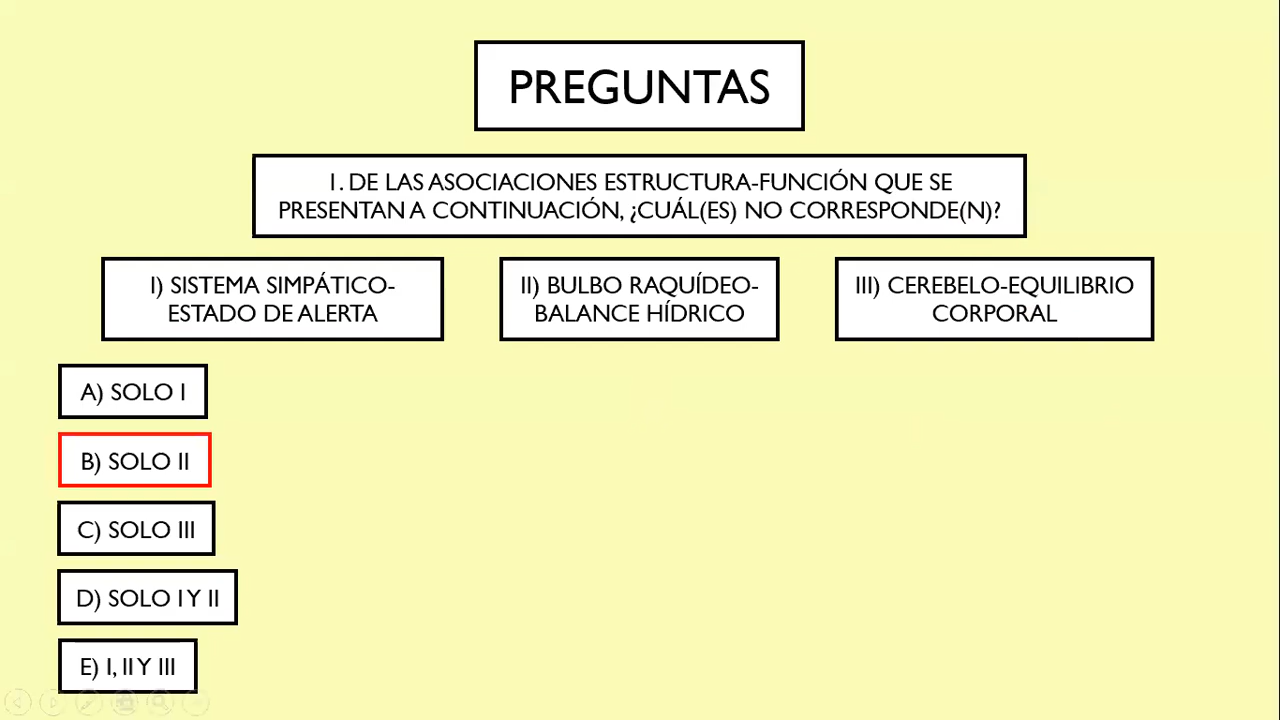 PREGUNTAS
1. DE LAS ASOCIACIONES ESTRUCTURA-FUNCIÓN QUE SE
PRESENTAN A CONTINUACIÓN, ¿CUÁL(ES) NO CORRESPONDE(N)?
I) SISTEMA SIMPÁTICO-
ESTADO DE ALERTA
II) BULBO RAQUÍDEO-
BALANCE HÍDRICO
III) CEREBELO-EQUILIBRIO
CORPORAL
A) SOLO I
B) SOLO II
C) SOLO III
D) SOLO I Y II
E) I, II Y III